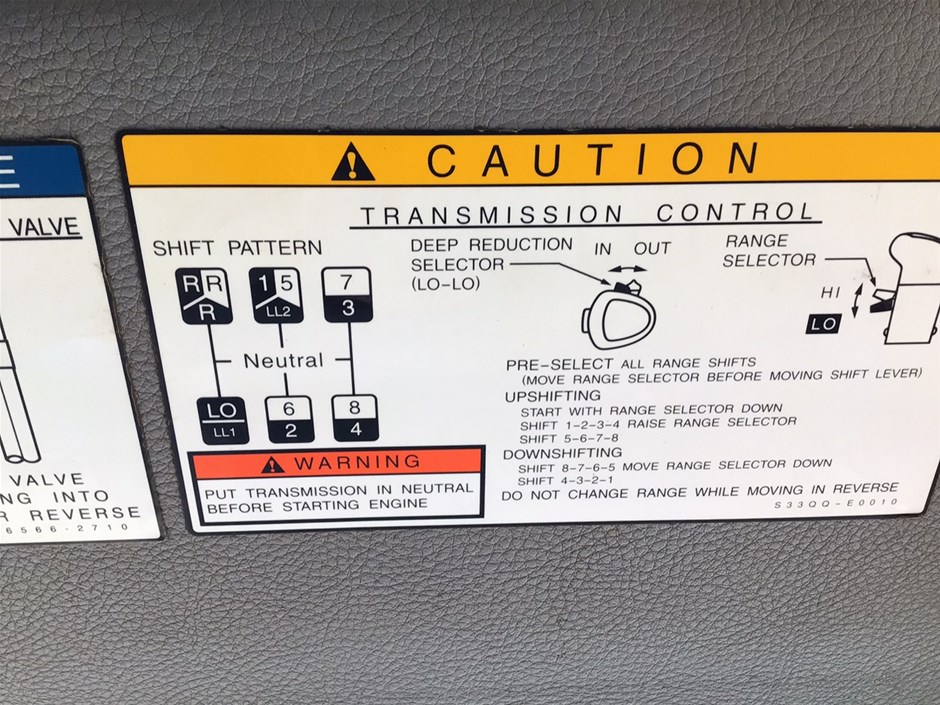 E
VALVE
VALVE
NG INTO
R REVERSE
6566-2710
CAUTION
TRANSMISSION CONTROL
SHIFT PATTERN
R R
R
1 5
LL2
7
3
Neutral
LO
LL1
6
2
8
4
WARNING
PUT TRANSMISSION IN NEUTRAL
BEFORE STARTING ENGINE
DEEP REDUCTION
SELECTOR
(LO-LO)
IN OUT
RANGE
SELECTOR
HI
LO
PRE-SELECT ALL RANGE SHIFTS
(MOVE RANGE SELECTOR BEFORE MOVING SHIFT LEVER)
UPSHIFTING
START WITH RANGE SELECTOR DOWN
SHIFT 1-2-3-4 RAISE RANGE SELECTOR
SHIFT 5-6-7-8
DOWNSHIFTING
SHIFT 8-7-6-5 MOVE RANGE SELECTOR DOWN
SHIFT 4-3-2-1
DO NOT CHANGE RANGE WHILE MOVING IN REVERSE
S33QQ-E0010